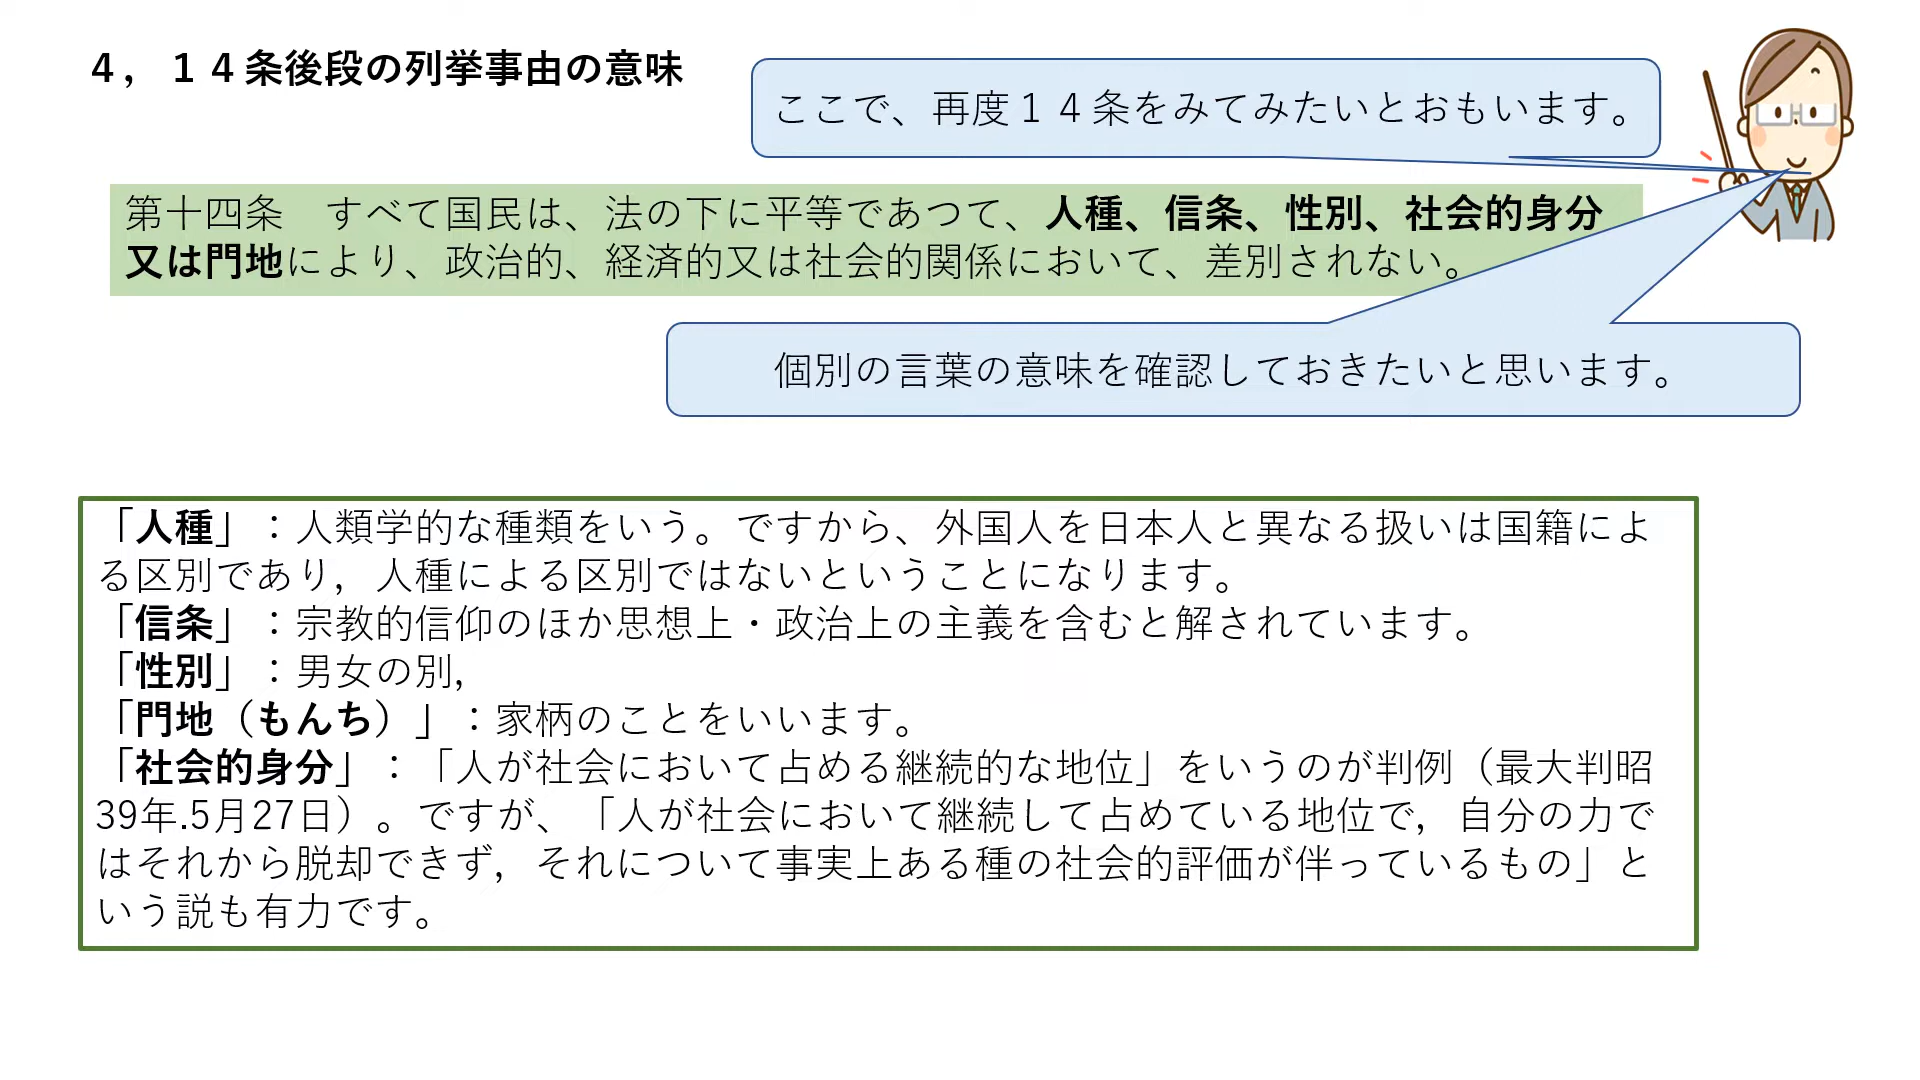 ４，１４条後段の列挙事由の意味
ここで、再度１４条をみてみたいとおもいます。
第十四条　すべて国民は、法の下に平等であつて、人種、信条、性別、社会的身分
又は門地により、政治的、経済的又は社会的関係において、差別されない。
個別の言葉の意味を確認しておきたいと思います。
「人種」：人類学的な種類をいう。ですから、外国人を日本人と異なる扱いは国籍によ
る区別であり，人種による区別ではないということになります。
「信条」：宗教的信仰のほか思想上・政治上の主義を含むと解されています。
「性別」：男女の別，
「門地（もんち）」：家柄のことをいいます。
「社会的身分」：「人が社会において占める継続的な地位」をいうのが判例（最大判昭
39年.5月27日）。ですが、「人が社会において継続して占めている地位で，自分の力で
はそれから脱却できず，それについて事実上ある種の社会的評価が伴っているもの」と
いう説も有力です。